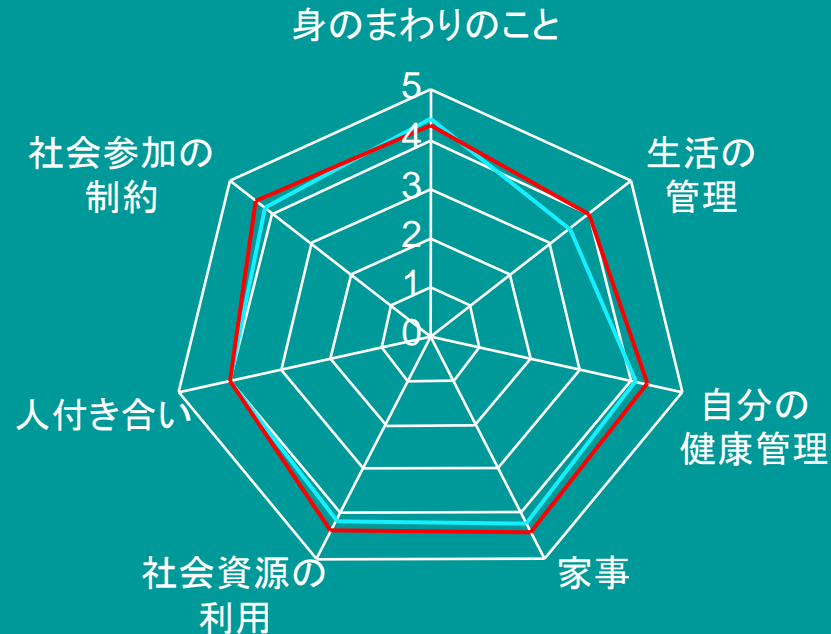 身のまわりのこと
生活の
管理
自分の
健康管理
家事
社会資源の
利用
人付き合い
社会参加の
制約
5
4
3
2
1
0